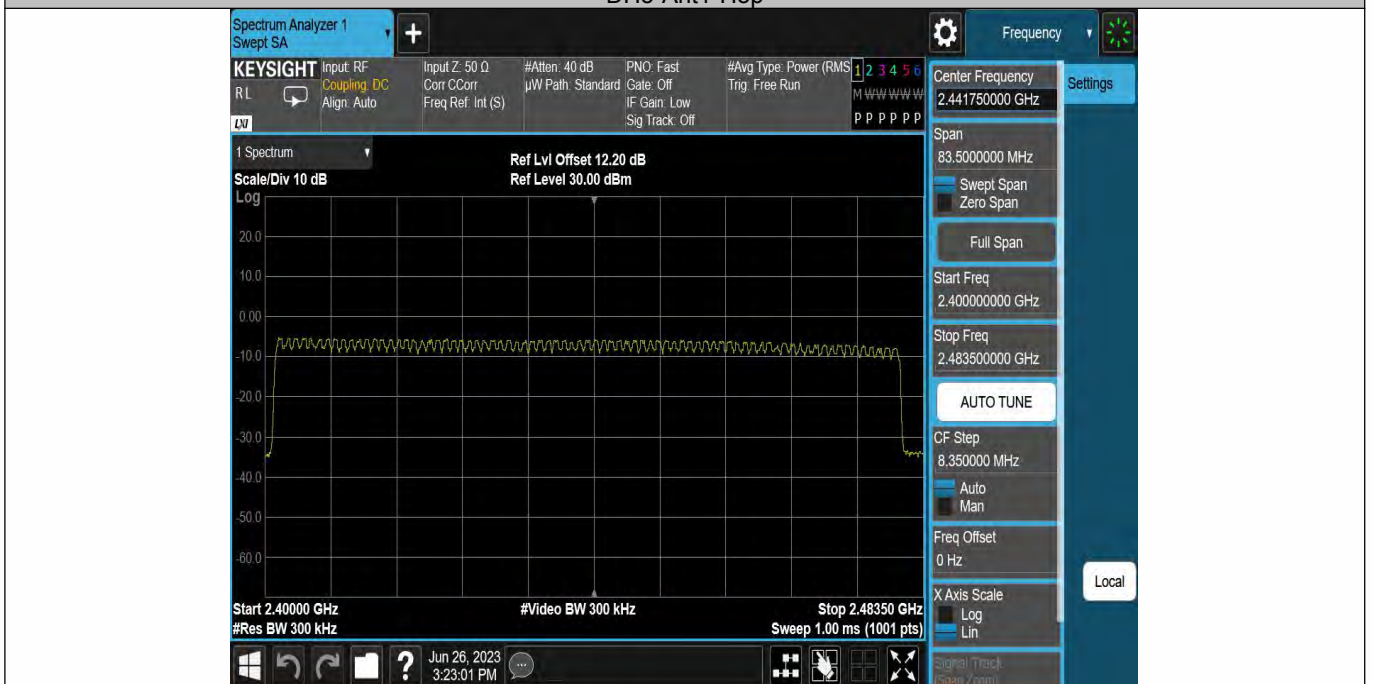 Spectrum Analyzer 1
Swept SA
Frequency
KEYSIGHT
RL
LXI
Input: RF
Coupling: DC
Align: Auto
Input Z: 50 Ω
Corr CCorr
Freq Ref: Int (S)
#Atten: 40 dB
µW Path: Standard
PNO: Fast
Gate: Off
IF Gain: Low
Sig Track: Off
#Avg Type: Power (RMS
Trig: Free Run
1 2 3 4 5 6
M W W W W W
P P P P P P
1 Spectrum
Scale/Div 10 dB
Ref Lvl Offset 12.20 dB
Ref Level 30.00 dBm
Log
20.0
10.0
0.00
-10.0
-20.0
-30.0
-40.0
-50.0
-60.0
Start 2.40000 GHz
#Video BW 300 kHz
Stop 2.48350 GHz
#Res BW 300 kHz
Sweep 1.00 ms (1001 pts)
Jun 26, 2023
3:23:01 PM
Center Frequency
2.441750000 GHz
Settings
Span
83.5000000 MHz
Swept Span
Zero Span
Full Span
Start Freq
2.400000000 GHz
Stop Freq
2.483500000 GHz
AUTO TUNE
CF Step
8.350000 MHz
Auto
Man
Freq Offset
0 Hz
X Axis Scale
Log
Lin
Local
Signal Track
(Span Zoom)